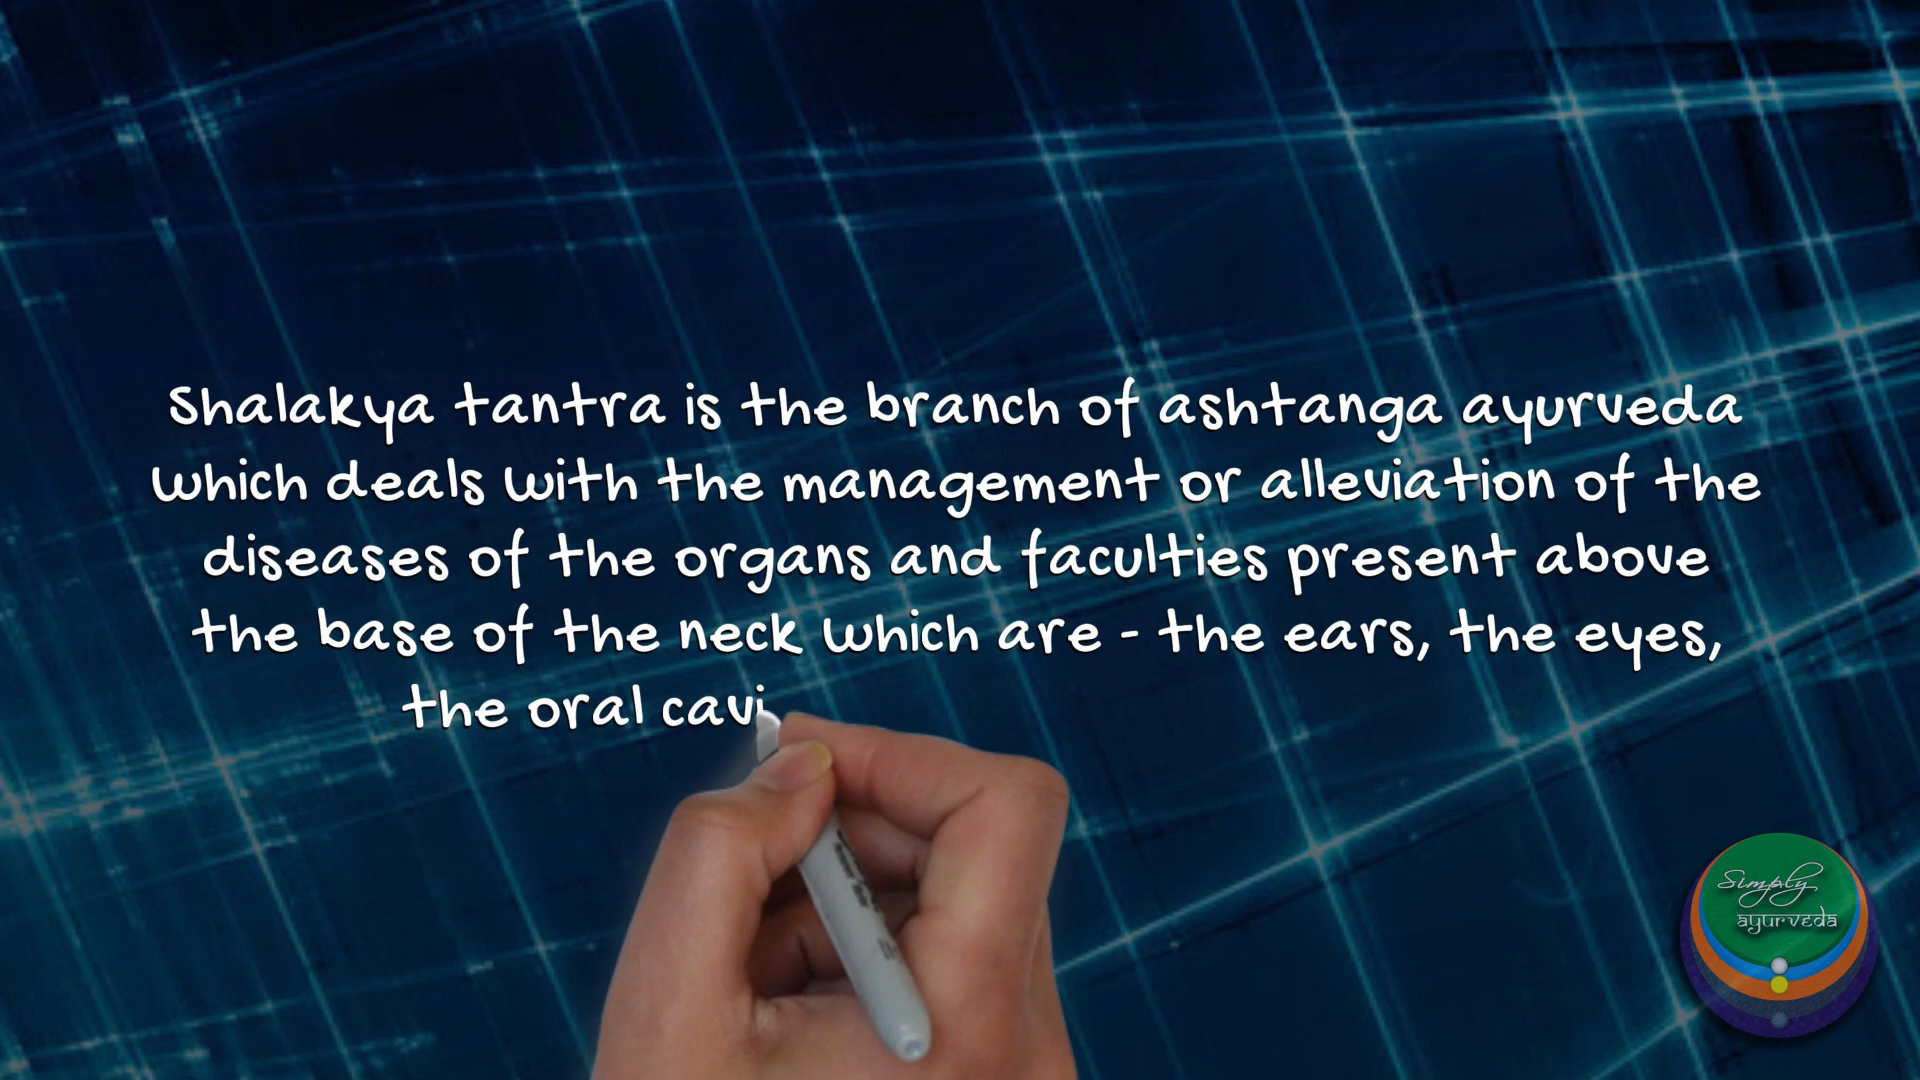 Shalakya tantra is the branch of ashtanga ayurveda
which deals with the management or alleviation of the
diseases of the organs and faculties present above
the base of the neck which are - the ears, the eyes,
the oral cavi
Simply
ayurveda